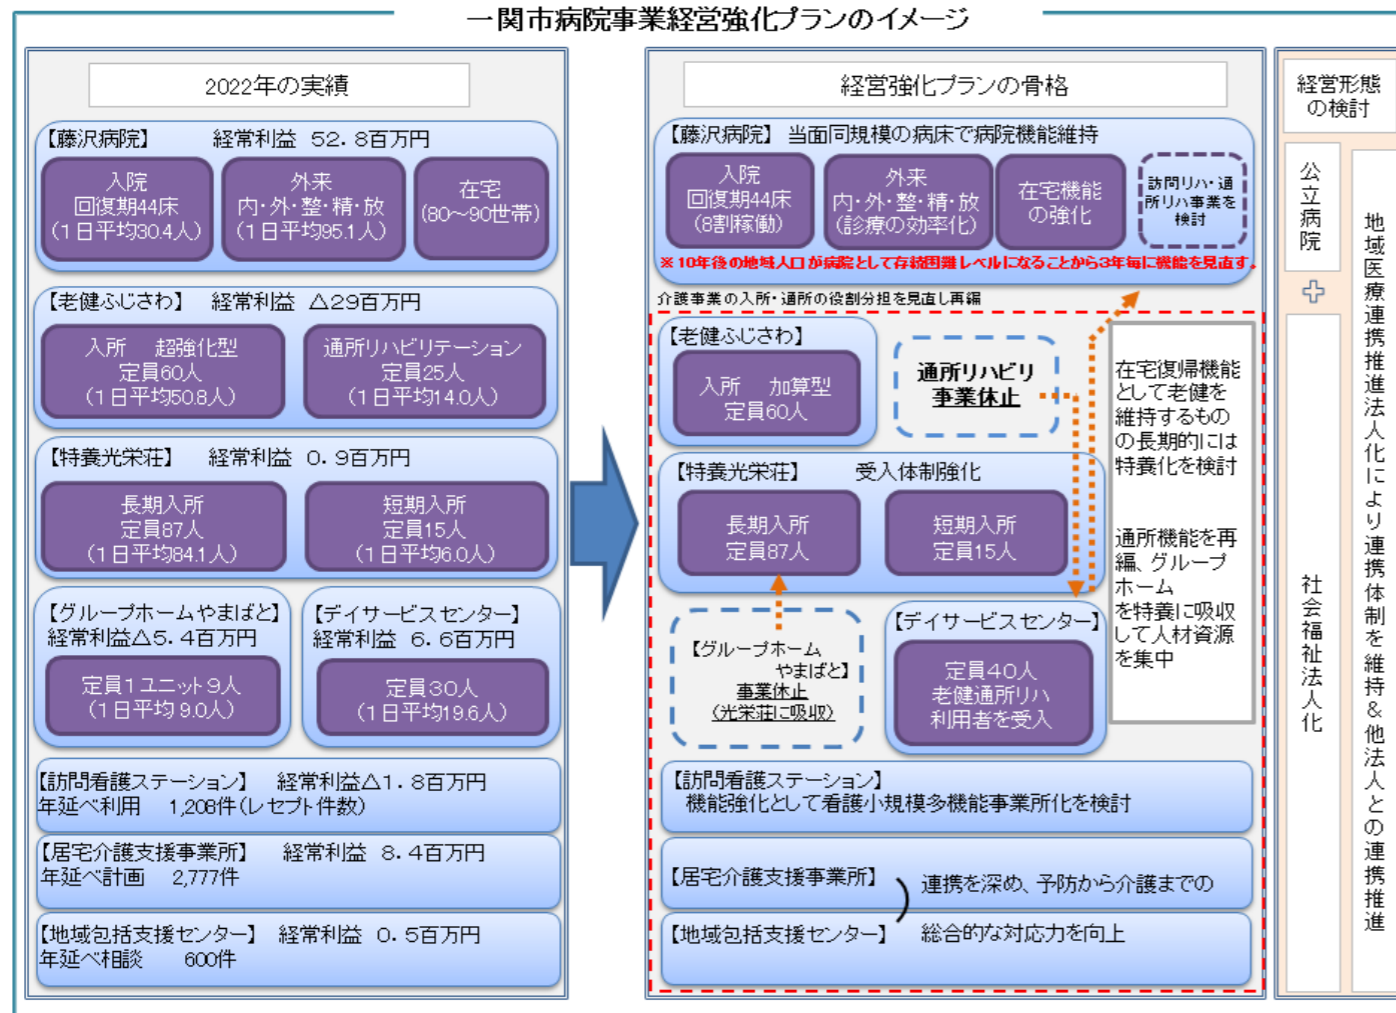 一関市病院事業経営強化プランのイメージ
2022年の実績
【藤沢病院】　経常利益 52.8百万円
入院
回復期44床
(1日平均30.4人)
外来
内・外・整・精・放
(1日平均95.1人)
在宅
(80～90世帯)
【老健ふじさわ】　経常利益 △29百万円
入所　超強化型
定員60人
(1日平均50.8人)
通所リハビリテーション
定員25人
(1日平均14.0人)
【特養光栄荘】　経常利益 0.9百万円
長期入所
定員87人
(1日平均84.1人)
短期入所
定員15人
(1日平均6.0人)
【グループホームやまばと】
経常利益△5.4百万円
定員1ユニット9人
(1日平均9.0人)
【デイサービスセンター】
経常利益 6.6百万円
定員30人
(1日平均19.6人)
【訪問看護ステーション】　経常利益△1.8百万円
年延べ利用　1,208件(レセプト件数)
【居宅介護支援事業所】　経常利益 8.4百万円
年延べ計画　2,777件
【地域包括支援センター】　経常利益 0.5百万円
年延べ相談　600件
経営強化プランの骨格
【藤沢病院】 当面同規模の病床で病院機能維持
入院
回復期44床
(8割稼働)
外来
内・外・整・精・放
(診療の効率化)
在宅機能
の強化
訪問リハ・通
所リハ事業を
検討
※10年後の地域人口が病院として存続困難レベルになることから3年毎に機能を見直す。
介護事業の入所・通所の役割分担を見直し再編
【老健ふじさわ】
入所　加算型
定員60人
通所リハビリ
事業休止
【特養光栄荘】　受入体制強化
長期入所
定員87人
短期入所
定員15人
【グループホーム
やまばと】
事業休止
(光栄荘に吸収)
【デイサービスセンター】
定員40人
老健通所リハ
利用者を受入
在宅復帰機能
として老健を
維持するもの
の長期的には
特養化を検討
通所機能を再
編、グループ
ホーム
を特養に吸収
して人材資源
を集中
【訪問看護ステーション】
機能強化として看護小規模多機能事業所化を検討
【居宅介護支援事業所】
連携を深め、予防から介護までの
【地域包括支援センター】
総合的な対応力を向上
経営形態
の検討
公立病院
社会福祉法人化
地域医療連携推進法人化により連携体制を維持&他法人との連携推進